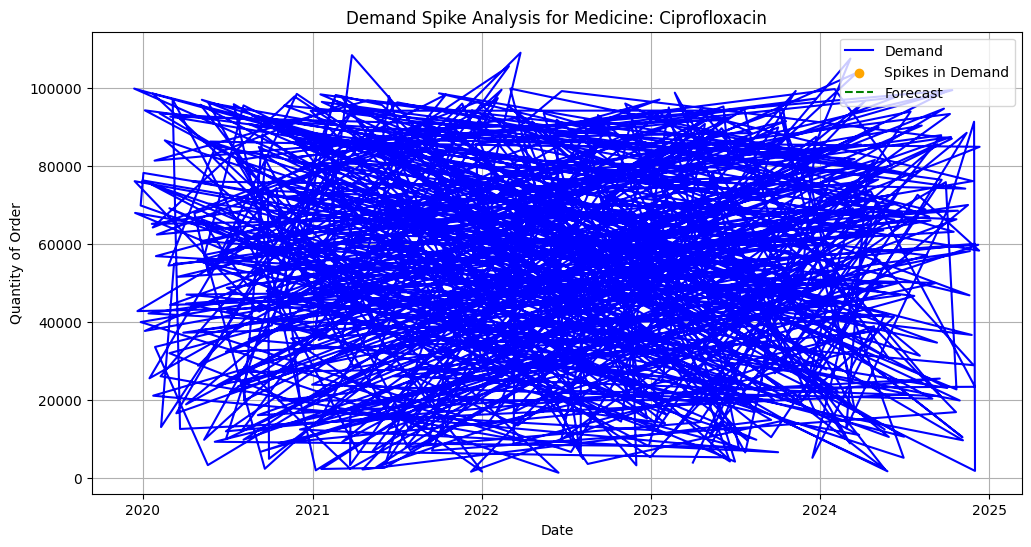 Demand Spike Analysis for Medicine: Ciprofloxacin
Demand
Spikes in Demand
Forecast
Quantity of Order
100000
80000
60000
40000
20000
0
2020
2021
2022
2023
2024
2025
Date